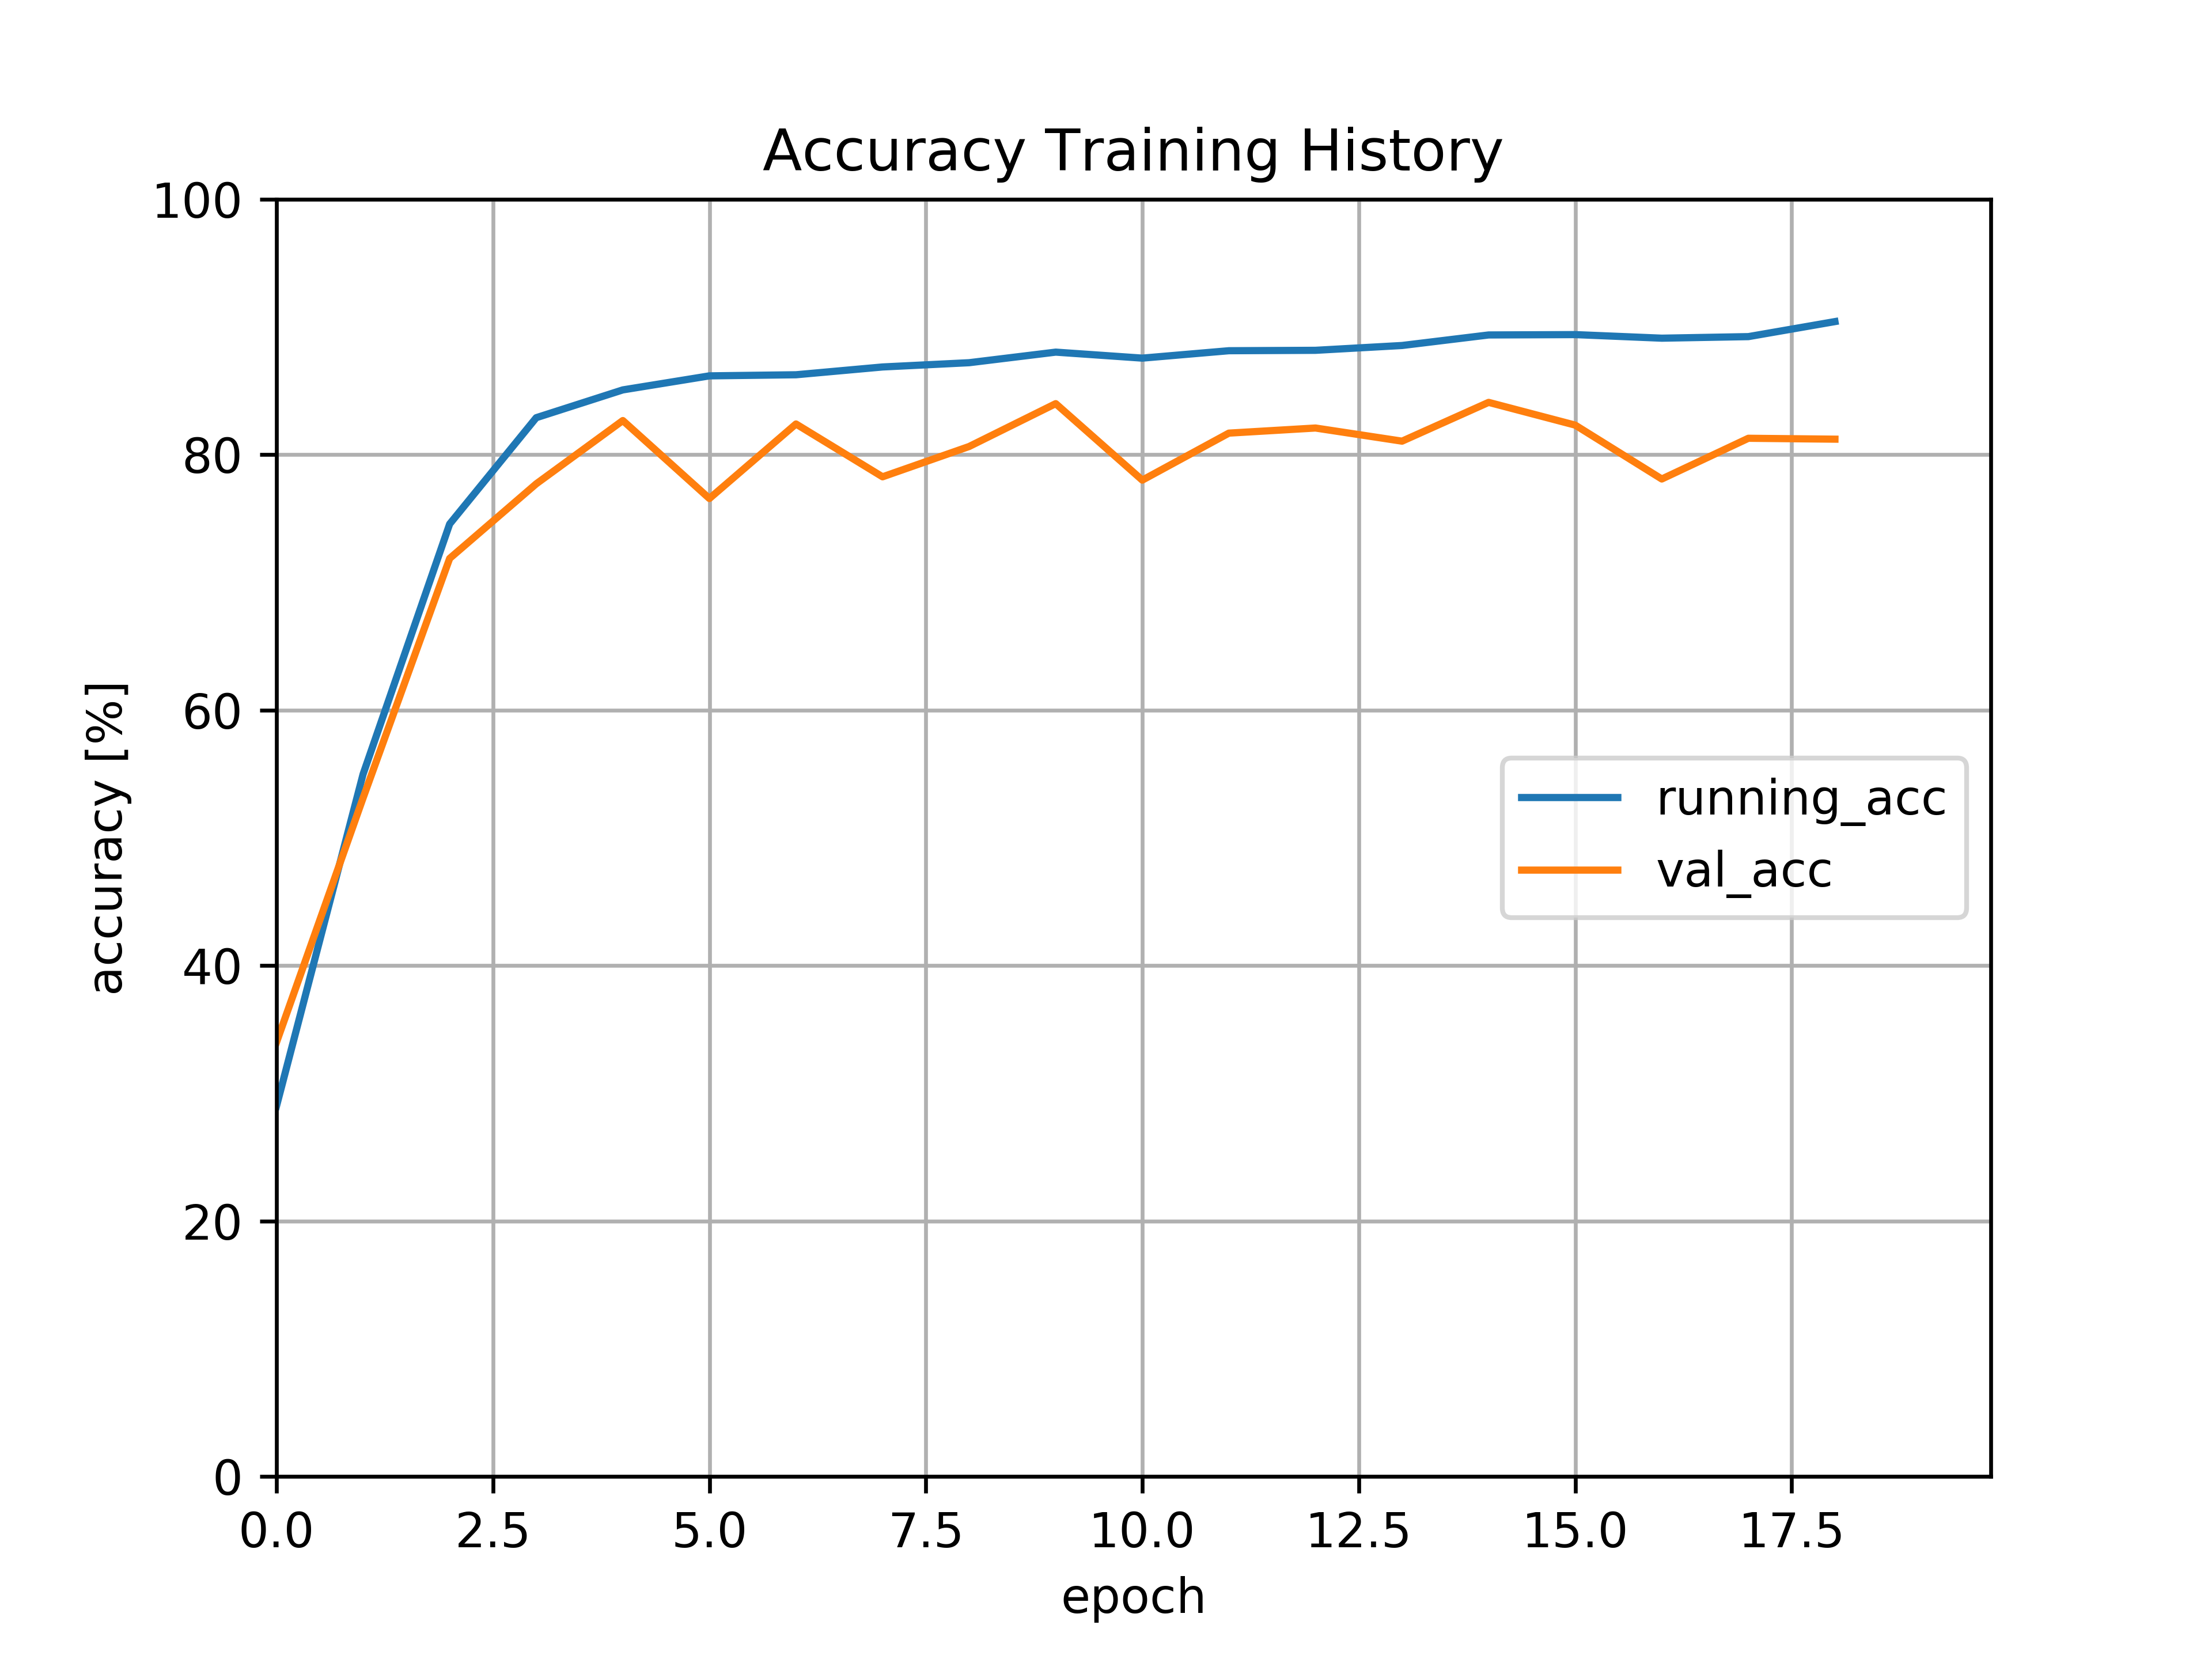 Accuracy Training History
100
80
60
40
20
0
accuracy [%]
running_acc
val_acc
0.0 2.5 5.0 7.5 10.0 12.5 15.0 17.5
epoch